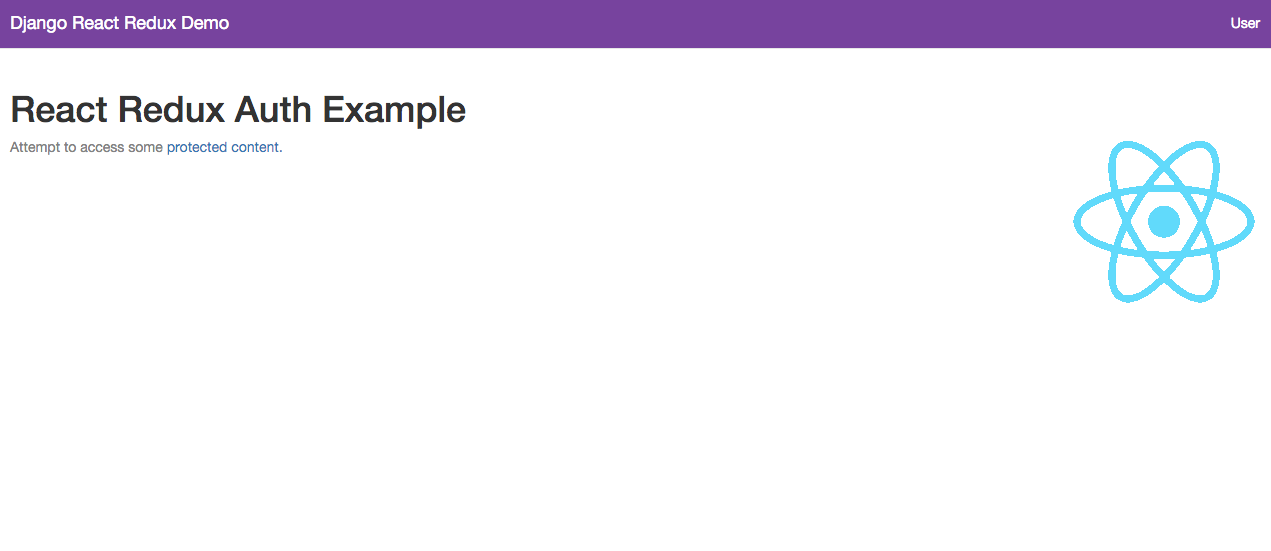 Django React Redux Demo
User
React Redux Auth Example
Attempt to access some protected content.